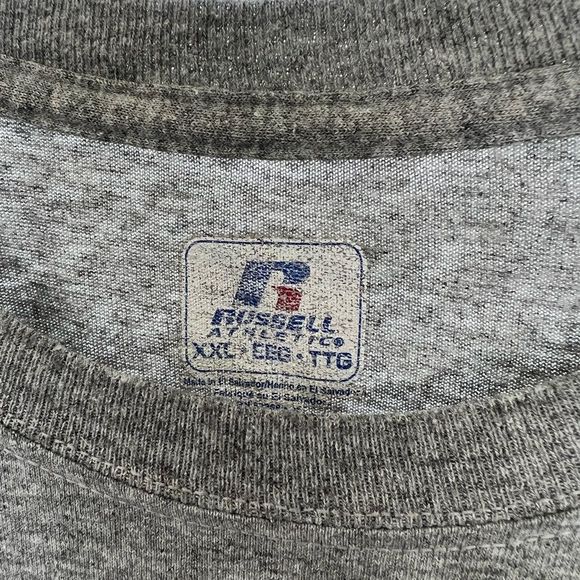 R
RUSSELL
ATHLETIC®
XXL • EEG • TTG
Made in El Salvador/Hecho en El Salvador
Fabriqué au El Salvador